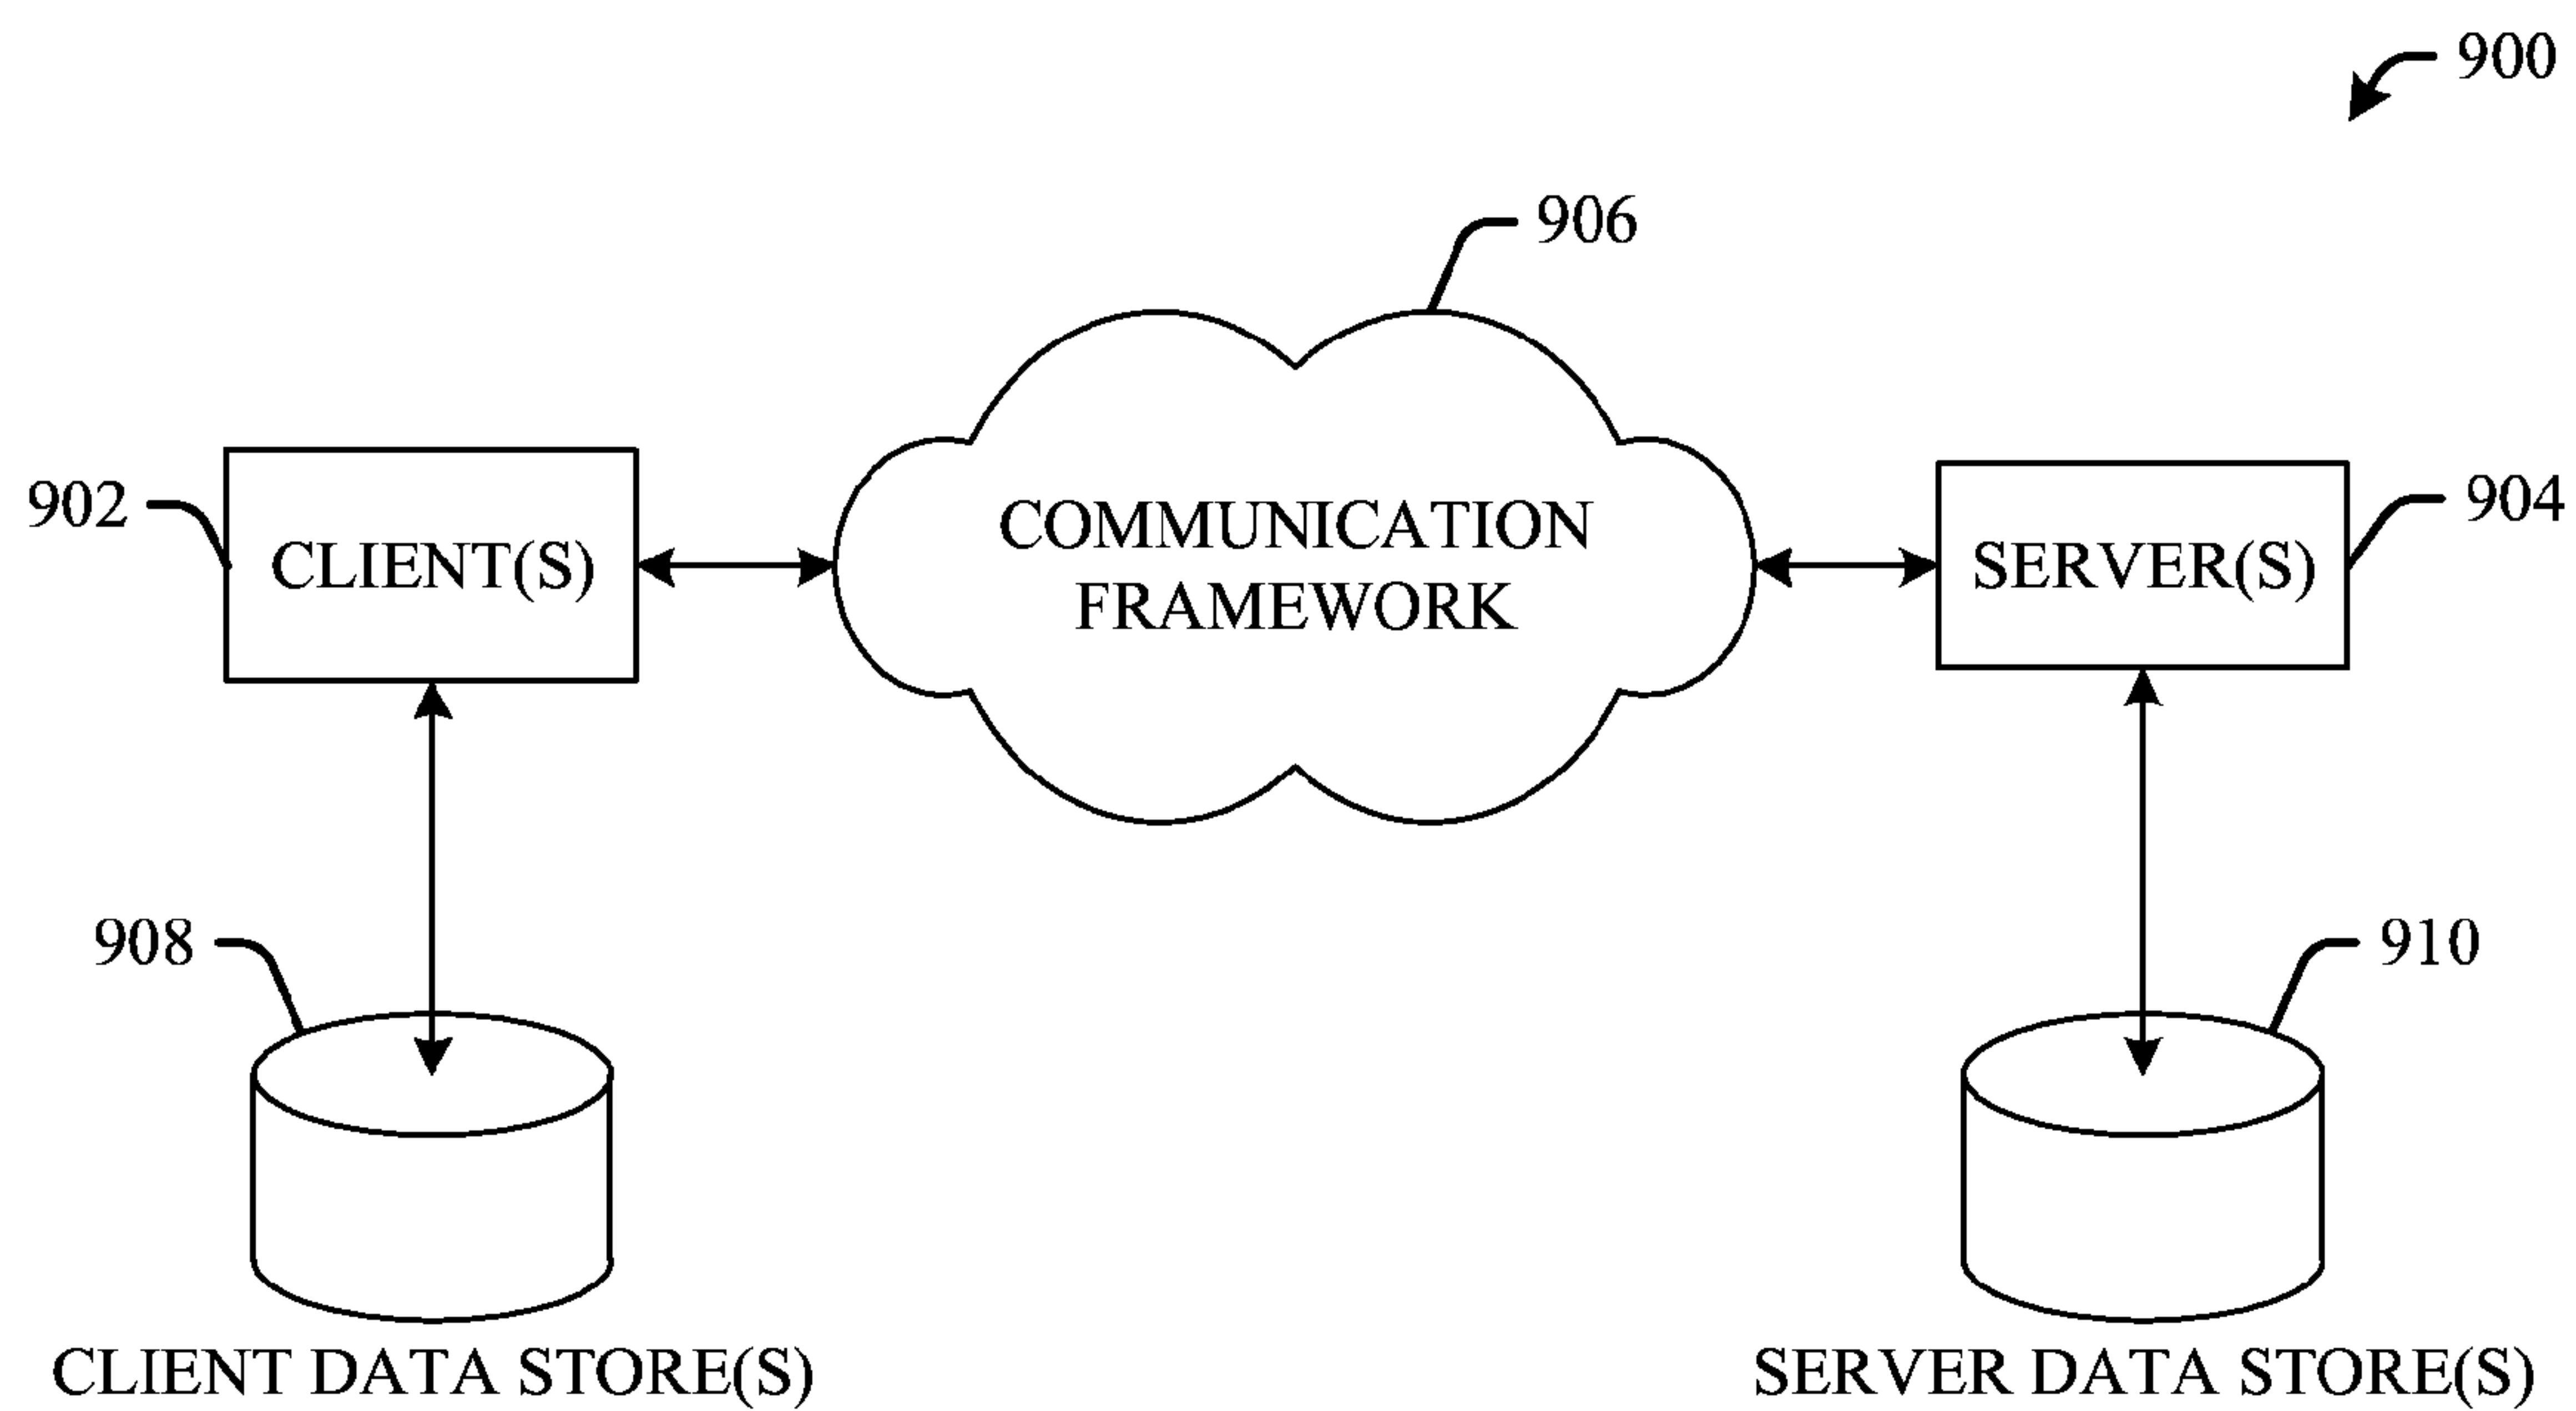 900
906
902
CLIENT(S)
COMMUNICATION
FRAMEWORK
SERVER(S)
904
908
910
CLIENT DATA STORE(S)
SERVER DATA STORE(S)